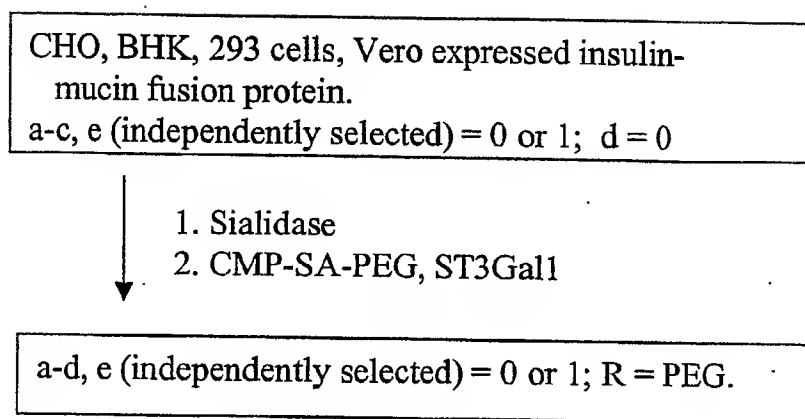 CHO, BHK, 293 cells, Vero expressed insulin-
mucin fusion protein.
a-c, e (independently selected) = 0 or 1; d = 0
1. Sialidase
2. CMP-SA-PEG, ST3Gal1
a-d, e (independently selected) = 0 or 1; R = PEG.